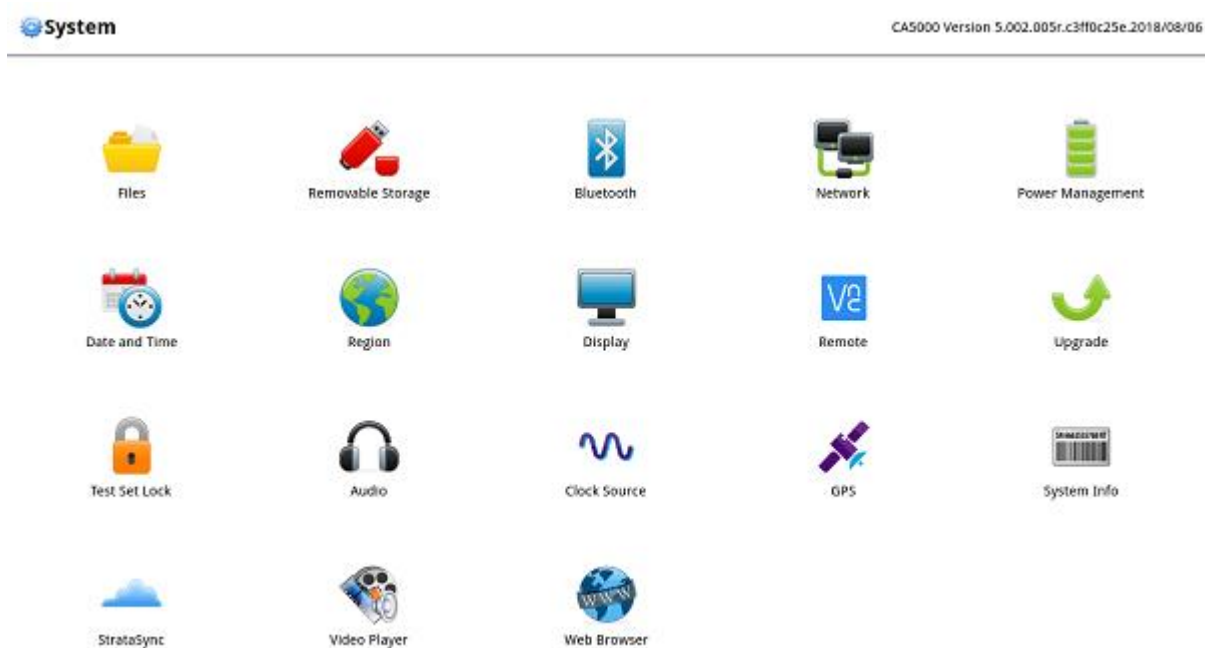 System
CA5000 Version 5.002.005r.c3ff0c25e.2018/08/06
Files
Removable Storage
Bluetooth
Network
Power Management
Date and Time
Region
Display
V2
Remote
Upgrade
Test Set Lock
Audio
Clock Source
GPS
System Info
StrataSync
Video Player
WWW
Web Browser